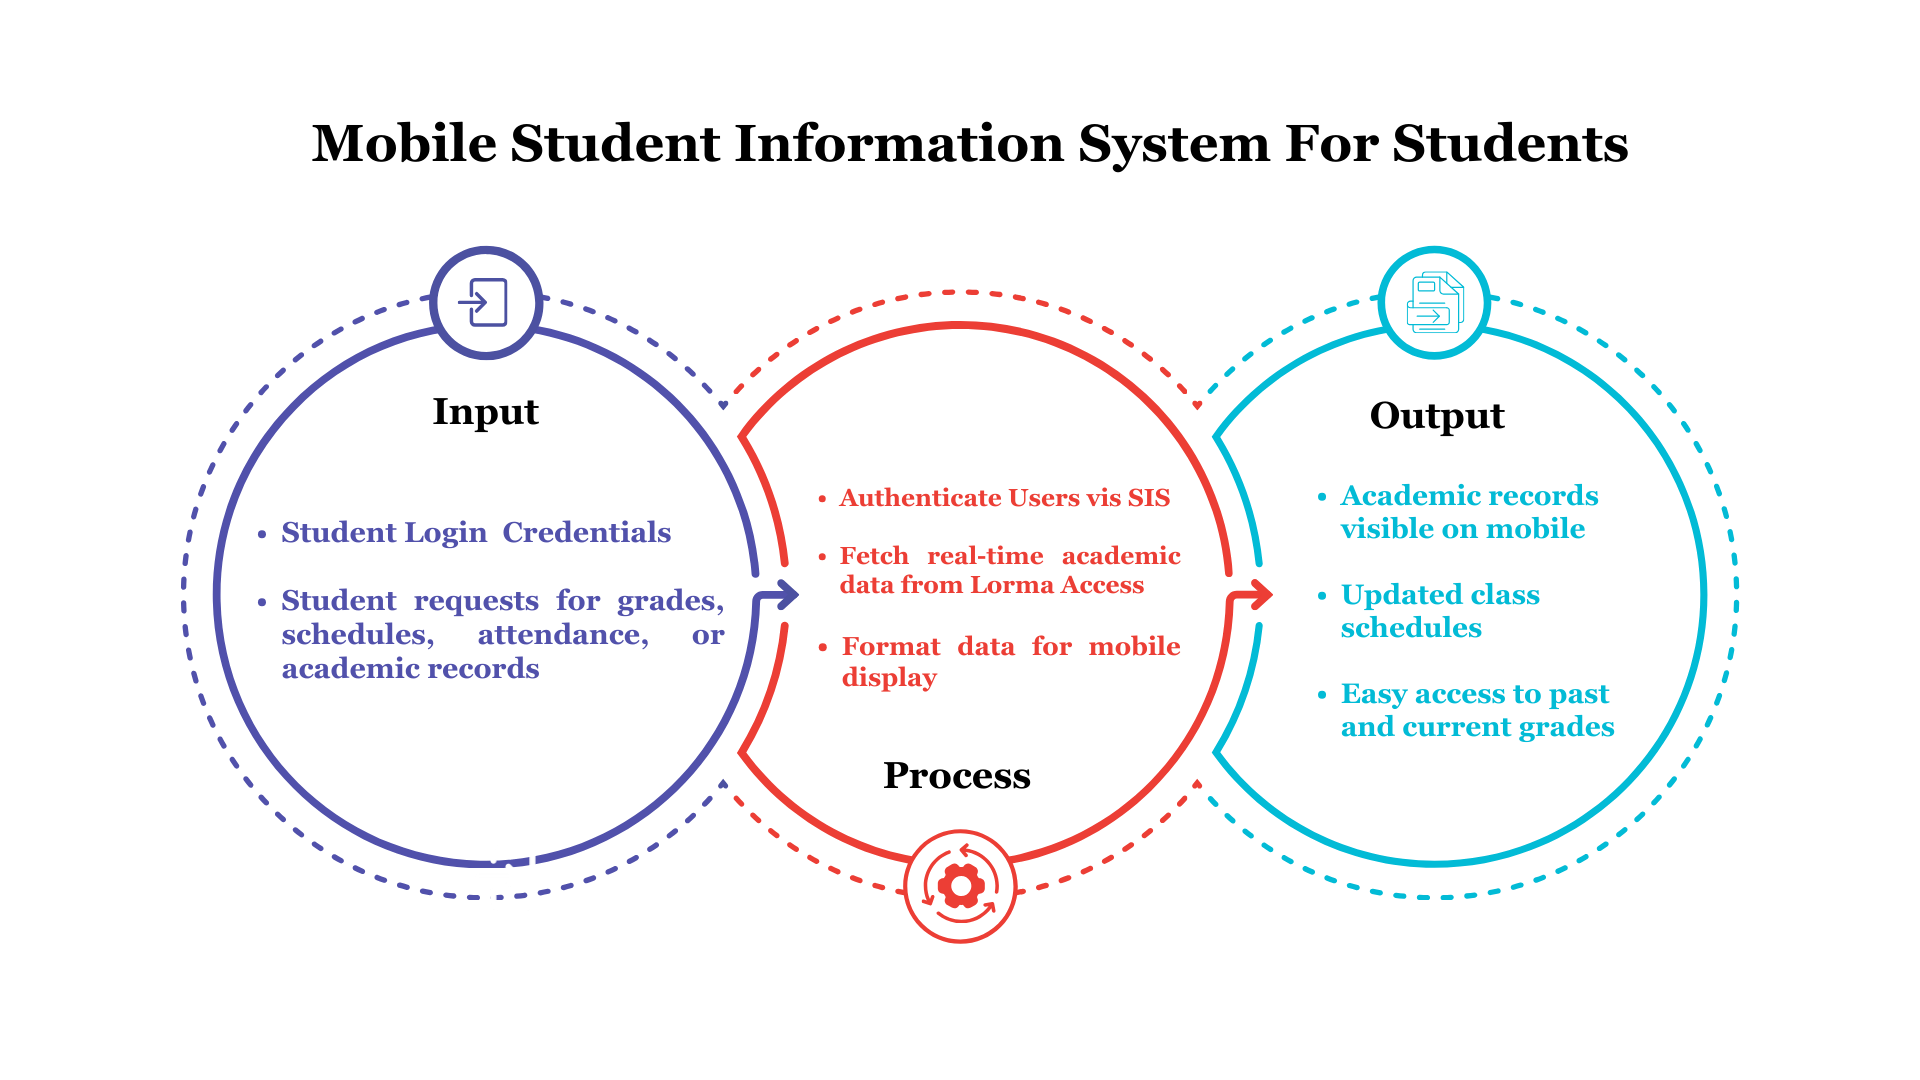 Mobile Student Information System For Students
Input
• Student Login Credentials
• Student requests for grades,
schedules, attendance, or
academic records
• Authenticate Users vis SIS
• Fetch real-time academic
data from Lorma Access
• Format data for mobile
display
Process
Output
• Academic records
visible on mobile
• Updated class
schedules
• Easy access to past
and current grades